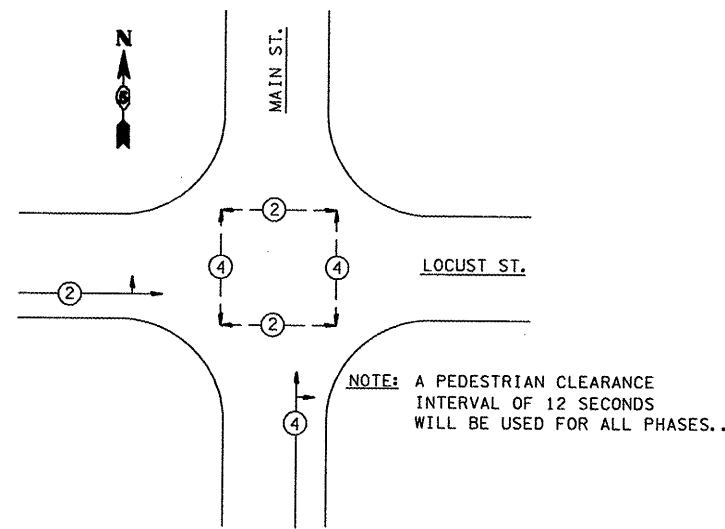 N
MAIN ST.
2
4
4
LOCUST ST.
2
2
NOTE: A PEDESTRIAN CLEARANCE
INTERVAL OF 12 SECONDS
WILL BE USED FOR ALL PHASES..
4